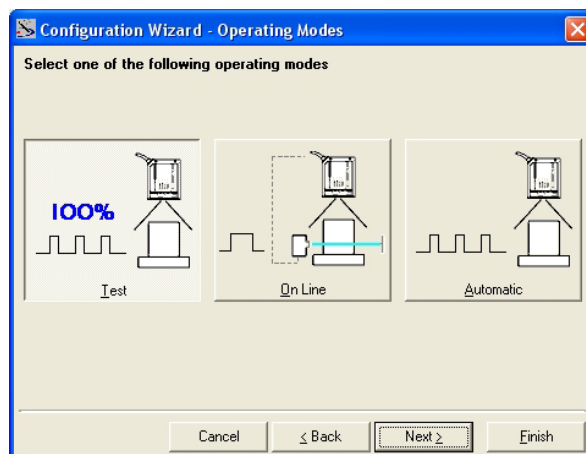 Configuration Wizard - Operating Modes
Select one of the following operating modes
100%
Test
On Line
Automatic
Cancel
< Back
Next >
Finish